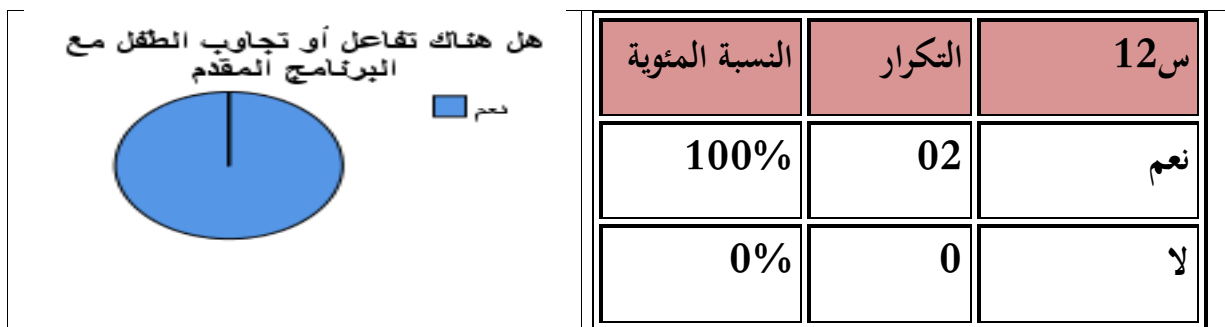 هل هناك تفاعل أو تجاوب الطفل مع
البرنامج المقدم
نعم
س12 التكرار النسبة المئوية
نعم 02 100%
لا 0 0%